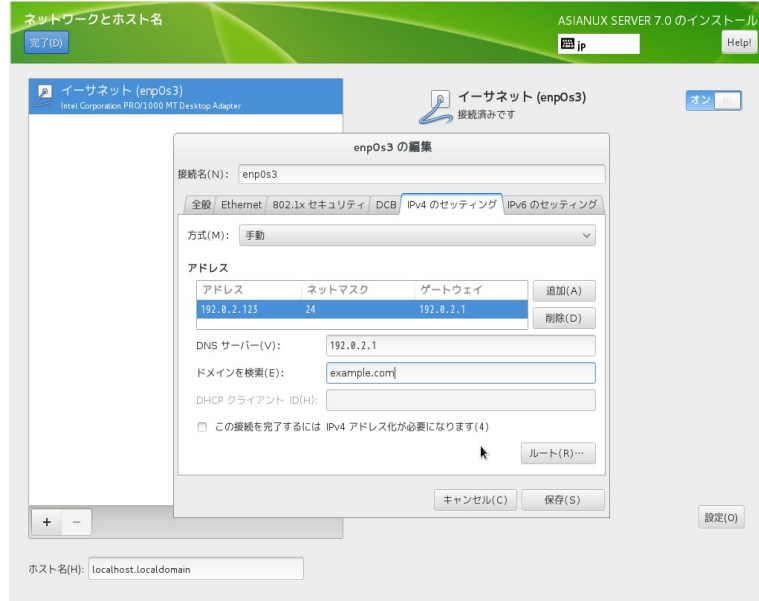 ネットワークとホスト名
ASIANUX SERVER 7.0 のインストール
完了(D)
jp
Help!
イーサネット (enp0s3)
Intel Corporation PRO/1000 MT Desktop Adapter
イーサネット (enp0s3)
接続済みです
オン
enp0s3 の編集
接続名(N): enp0s3
全般 Ethernet 802.1x セキュリティ DCB IPv4 のセッティング IPv6 のセッティング
方式(M): 手動
アドレス
アドレス ネットマスク ゲートウェイ
追加(A)
192.0.2.123 24 192.0.2.1
削除(D)
DNS サーバー(V): 192.0.2.1
ドメインを検索(E): example.com
DHCP クライアント ID(H):
この接続を完了するには IPv4 アドレス化が必要になります(4)
ルート(R)…
キャンセル(C) 保存(S)
+ −
設定(O)
ホスト名(H): localhost.localdomain